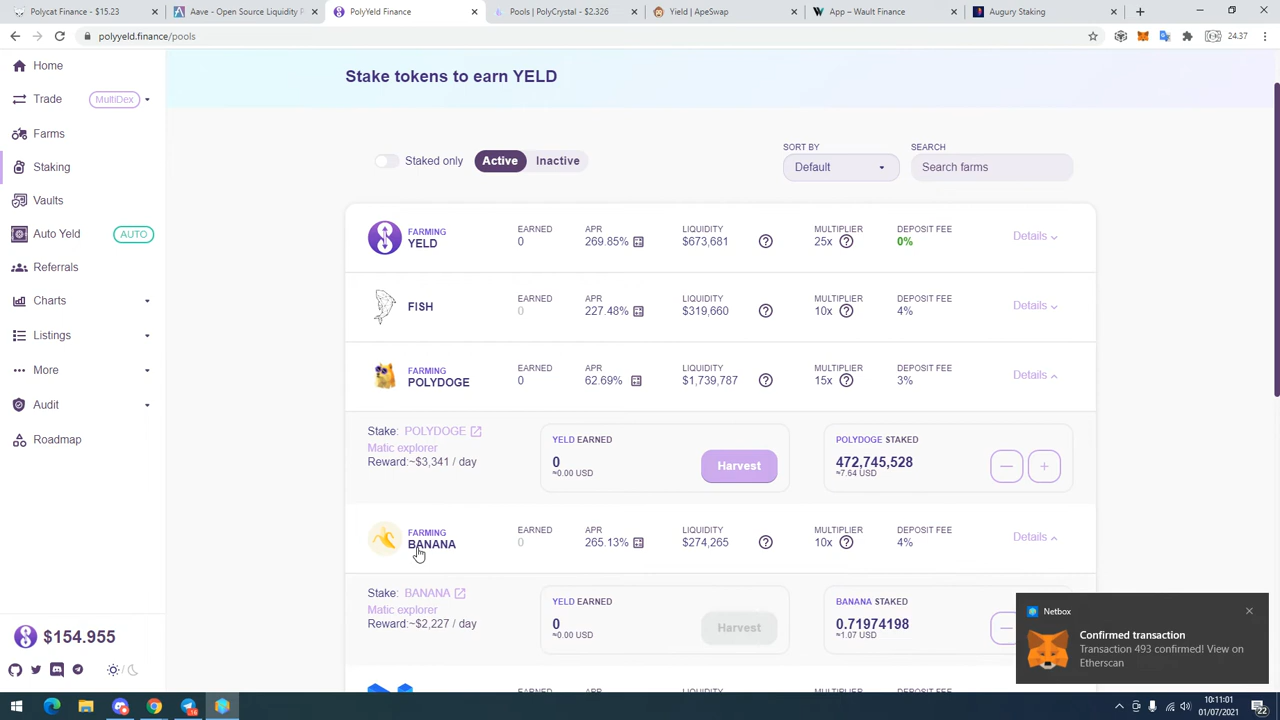 Polycat Finance - $15.23
Aave - Open Source Liquidity P
PolyYeld Finance
Pools | PolyCrystal - $2.326
Yield | ApeSwap
App – Wault Finance
Augury Staking
polyyeld.finance/pools
24.37
Home
Trade
MultiDex
Farms
Staking
Vaults
Auto Yeld
AUTO
Referrals
Charts
Listings
More
Audit
Roadmap
$154.955
Stake tokens to earn YELD
Staked only
Active
Inactive
SORT BY
Default
SEARCH
Search farms
FARMING
YELD
EARNED
0
APR
269.85%
LIQUIDITY
$673,681
MULTIPLIER
25x
DEPOSIT FEE
0%
Details
FISH
EARNED
0
APR
227.48%
LIQUIDITY
$319,660
MULTIPLIER
10x
DEPOSIT FEE
4%
Details
FARMING
POLYDOGE
EARNED
0
APR
62.69%
LIQUIDITY
$1,739,787
MULTIPLIER
15x
DEPOSIT FEE
3%
Details
Stake: POLYDOGE
Matic explorer
Reward:~$3,341 / day
YELD EARNED
0
≈0.00 USD
Harvest
POLYDOGE STAKED
472,745,528
≈7.64 USD
FARMING
BANANA
EARNED
0
APR
265.13%
LIQUIDITY
$274,265
MULTIPLIER
10x
DEPOSIT FEE
4%
Details
Stake: BANANA
Matic explorer
Reward:~$2,227 / day
YELD EARNED
0
≈0.00 USD
Harvest
BANANA STAKED
0.71974198
≈1.07 USD
Netbox
Confirmed transaction
Transaction 493 confirmed! View on
Etherscan
10:11:01
01/07/2021
22